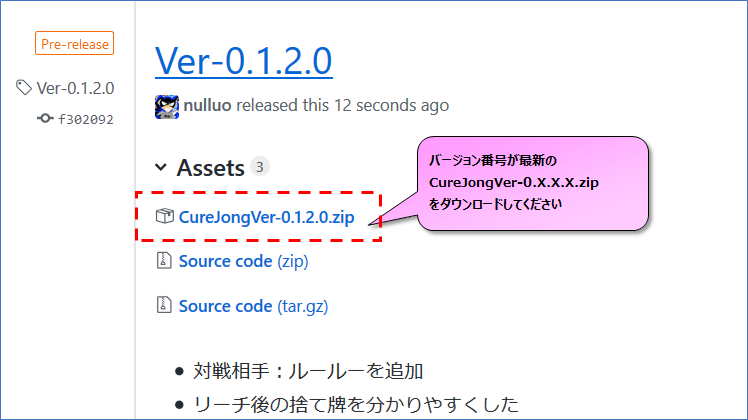 Pre-release
Ver-0.1.2.0
Ver-0.1.2.0
f302092
nulluo released this 12 seconds ago
Assets 3
バージョン番号が最新の
CureJongVer-0.X.X.X.zip
をダウンロードしてください
CureJongVer-0.1.2.0.zip
Source code (zip)
Source code (tar.gz)
• 対戦相手：ルールーを追加
• リーチ後の捨て牌を分かりやすくした